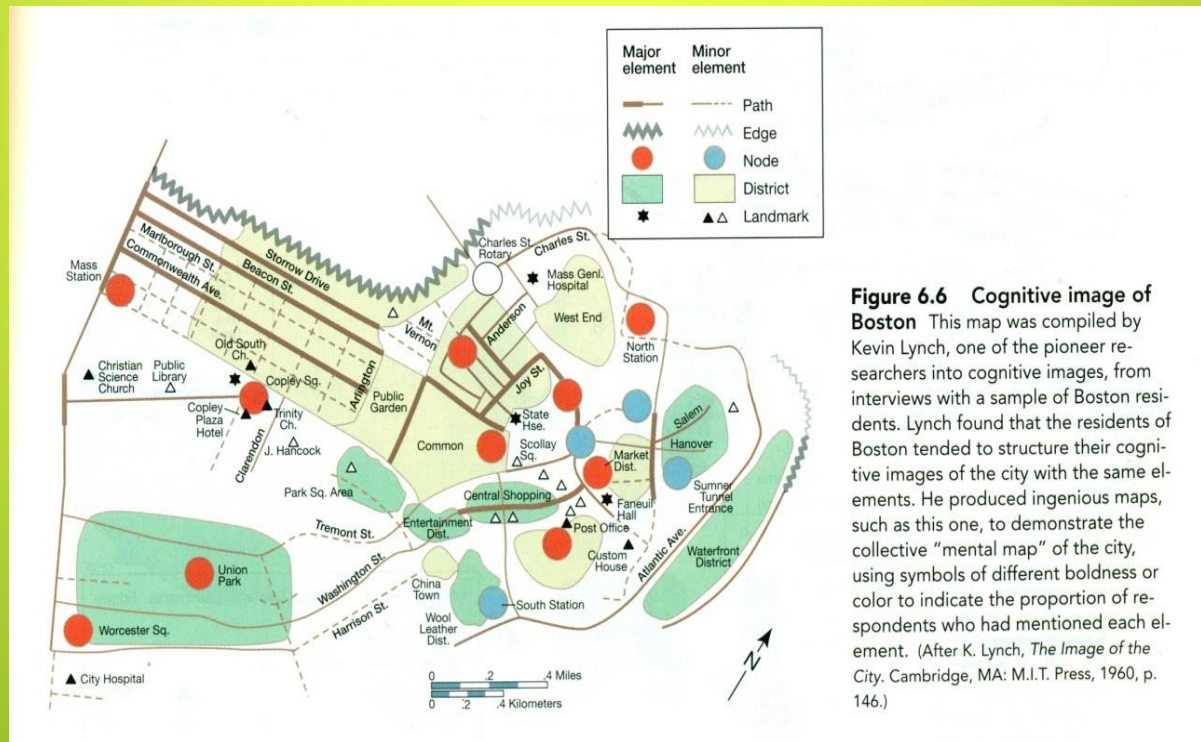 Major element
Minor element
Path
Edge
Node
District
Landmark
Mass Station
Marlborough St.
Commonwealth Ave.
Storrow Drive
Beacon St.
Charles St. Rotary
Charles St.
Mass Genl. Hospital
West End
Mt. Vernon
Anderson
North Station
Joy St.
Christian Science Church
Public Library
Old South Ch.
Copley Sq.
Copley Plaza Hotel
Trinity Ch.
Clarendon
J. Hancock
Arlington
Public Garden
Common
State Hse.
Scollay Sq.
Market Dist.
Salem
Hanover
Sumner Tunnel Entrance
Park Sq. Area
Central Shopping
Entertainment Dist.
Faneuil Hall
Post Office
Custom House
Atlantic Ave.
Waterfront District
Tremont St.
Washington St.
Harrison St.
Union Park
Worcester Sq.
City Hospital
China Town
Wool Leather Dist.
South Station
0 .2 .4 Miles
0 .2 .4 Kilometers
N
Figure 6.6 Cognitive image of
Boston This map was compiled by
Kevin Lynch, one of the pioneer re-
searchers into cognitive images, from
interviews with a sample of Boston resi-
dents. Lynch found that the residents of
Boston tended to structure their cogni-
tive images of the city with the same el-
ements. He produced ingenious maps,
such as this one, to demonstrate the
collective "mental map" of the city,
using symbols of different boldness or
color to indicate the proportion of re-
spondents who had mentioned each el-
ement. (After K. Lynch, The Image of the
City. Cambridge, MA: M.I.T. Press, 1960, p.
146.)